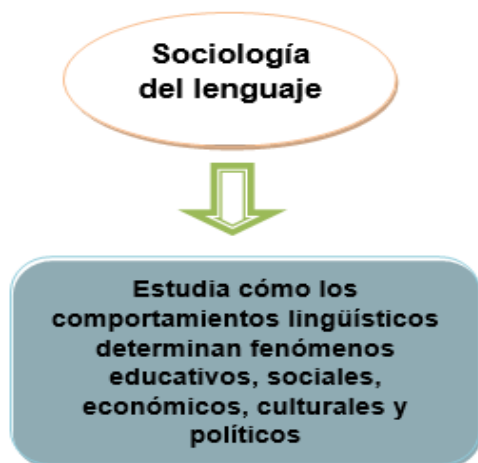 Sociología
del lenguaje
Estudia cómo los
comportamientos lingüísticos
determinan fenómenos
educativos, sociales,
económicos, culturales y
políticos